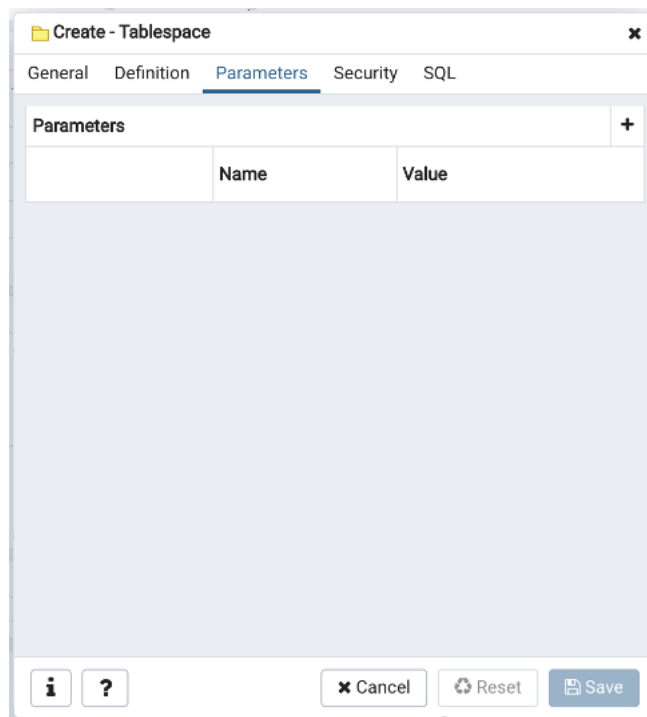 Create - Tablespace
General Definition Parameters Security SQL
Parameters
Name Value
i ? Cancel Reset Save